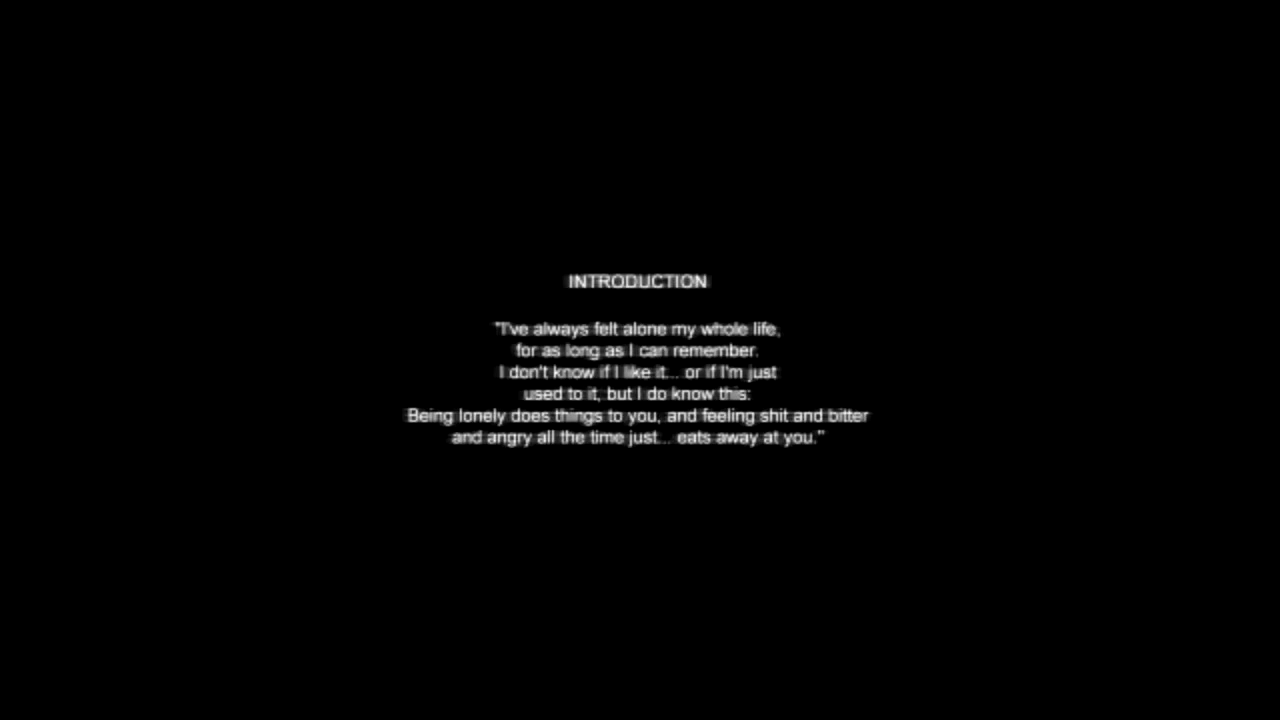 INTRODUCTION
"I've always felt alone my whole life,
for as long as I can remember.
I don't know if I like it... or if I'm just
used to it, but I do know this:
Being lonely does things to you, and feeling shit and bitter
and angry all the time just... eats away at you."